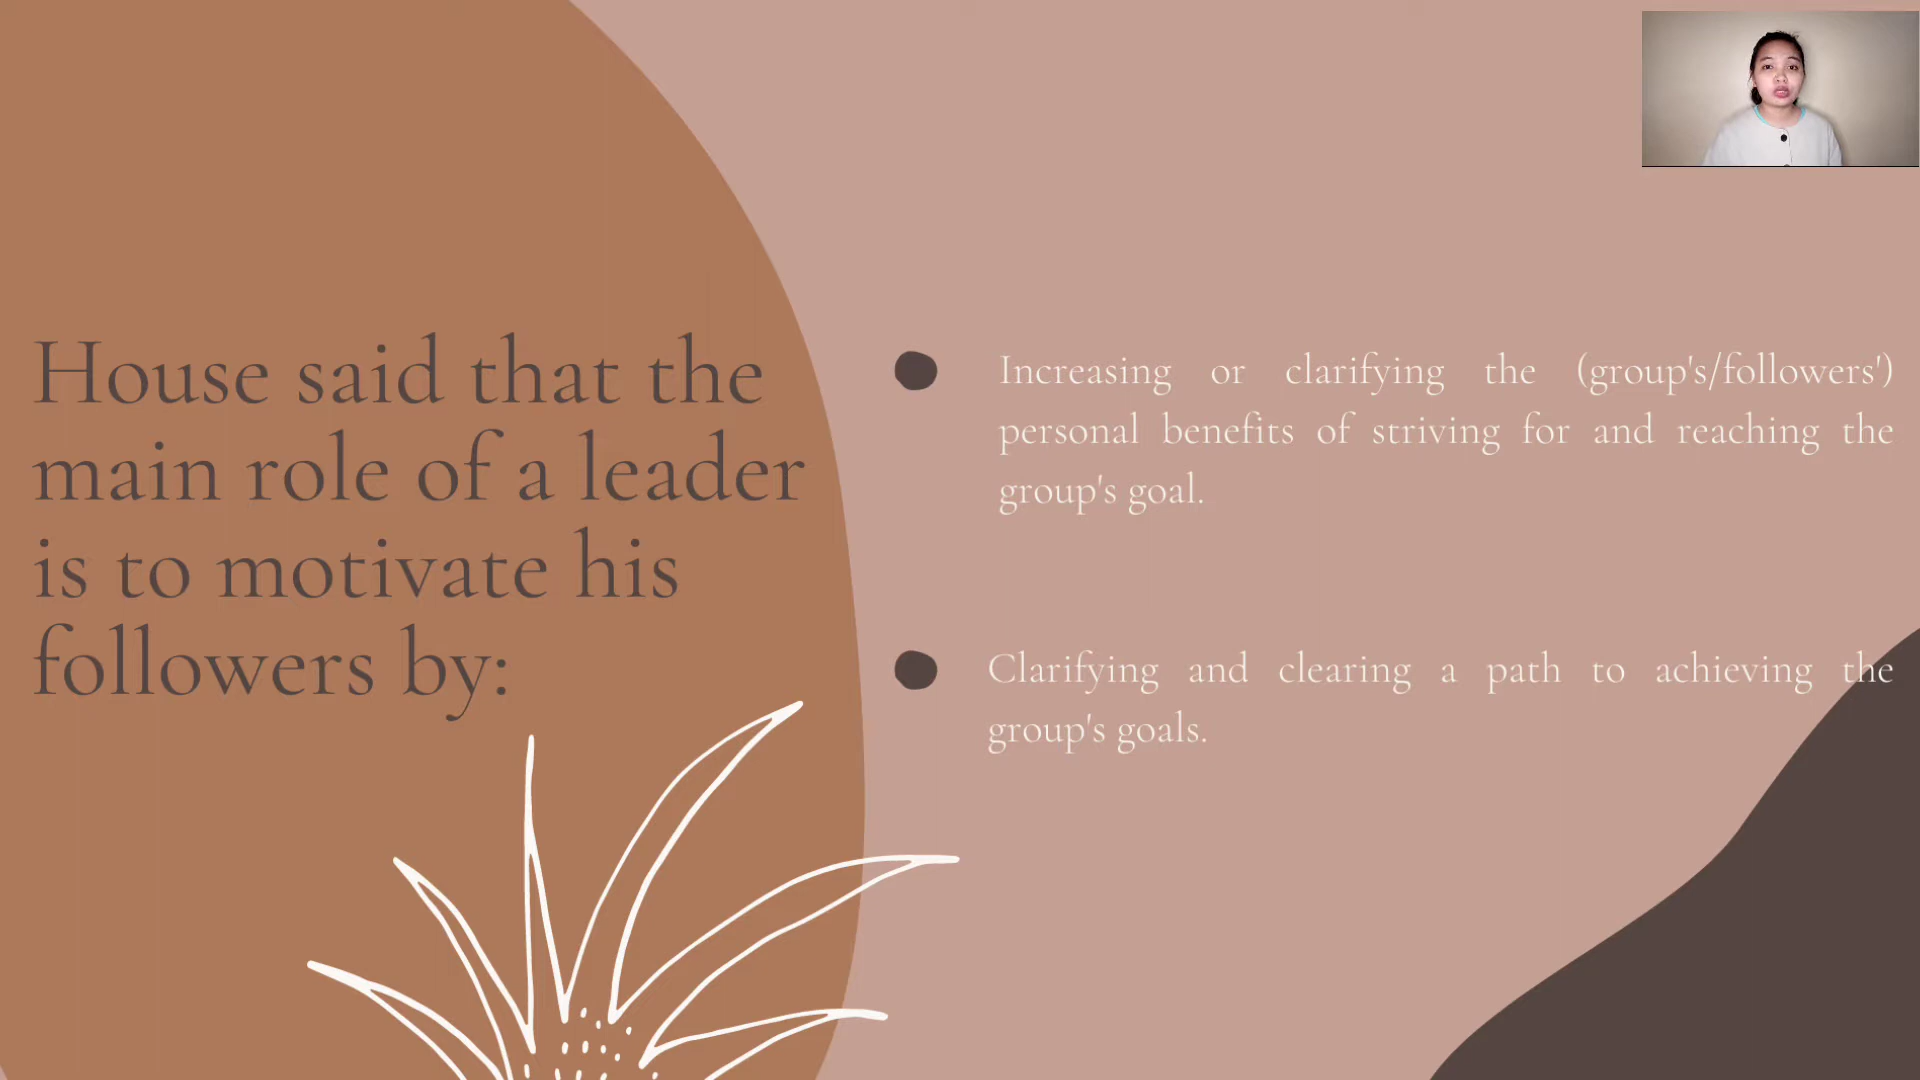 House said that the
main role of a leader
is to motivate his
followers by:
Increasing or clarifying the (group's/followers')
personal benefits of striving for and reaching the
group's goal.
Clarifying and clearing a path to achieving the
group's goals.